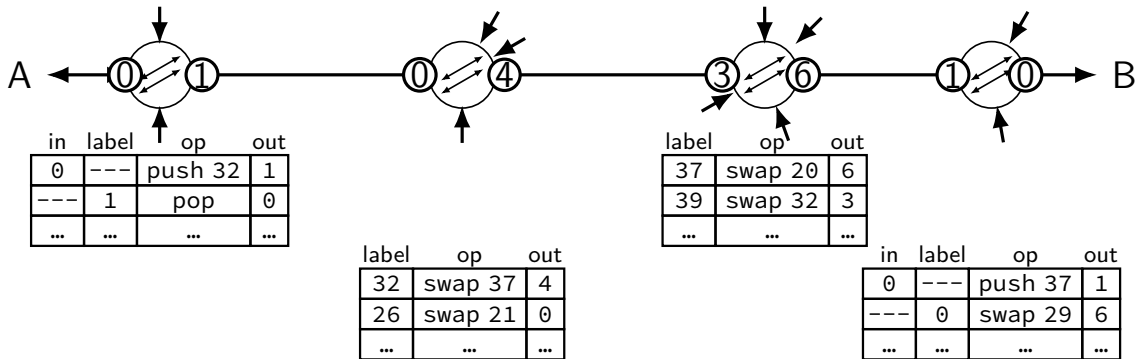 A 0 1 0 4 3 6 1 0 B
in label op out
0 --- push 32 1
--- 1 pop 0
... ... ... ...
label op out
37 swap 20 6
39 swap 32 3
... ... ...
label op out
32 swap 37 4
26 swap 21 0
... ... ...
in label op out
0 --- push 37 1
--- 0 swap 29 6
... ... ... ...